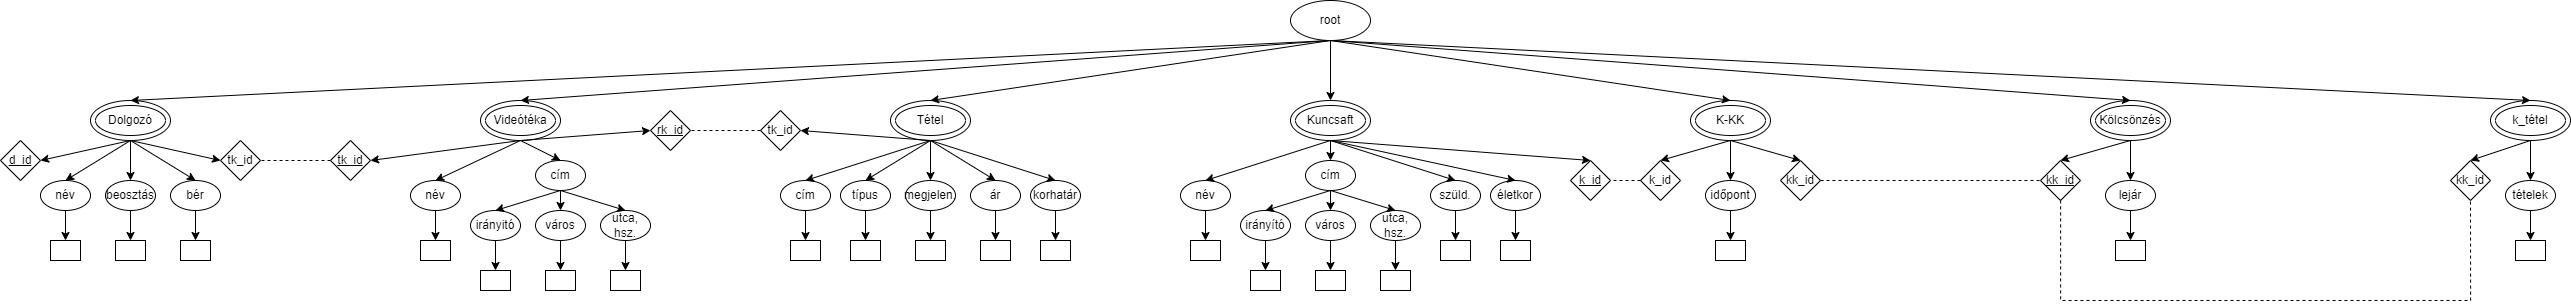 root
Dolgozó
Videótéka
Tétel
Kuncsaft
K-KK
Kölcsönzés
k_tétel
rk_id
tk_id
d_id
tk_id
tk_id
k_id
k_id
kk_id
kk_id
kk_id
név
beosztás
bér
név
cím
cím
típus
megjelen.
ár
korhatár
név
cím
szüld.
életkor
időpont
lejár
tételek
irányitó
város
utca,
hsz.
irányító
város
utca,
hsz.